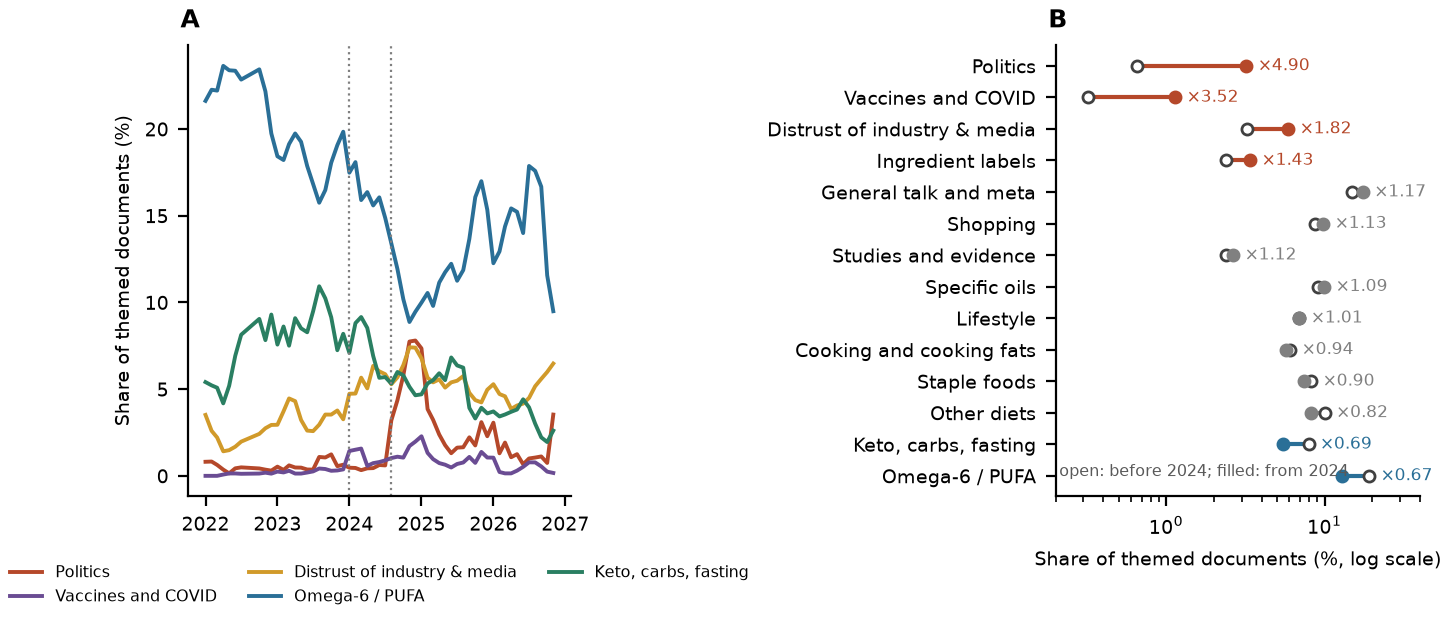 A
Share of themed documents (%)
20
15
10
5
0
2022 2023 2024 2025 2026 2027
Politics
Vaccines and COVID
Distrust of industry & media
Omega-6 / PUFA
Keto, carbs, fasting
B
Politics ×4.90
Vaccines and COVID ×3.52
Distrust of industry & media ×1.82
Ingredient labels ×1.43
General talk and meta ×1.17
Shopping ×1.13
Studies and evidence ×1.12
Specific oils ×1.09
Lifestyle ×1.01
Cooking and cooking fats ×0.94
Staple foods ×0.90
Other diets ×0.82
Keto, carbs, fasting ×0.69
Omega-6 / PUFA ×0.67
open: before 2024; filled: from 2024
10⁰ 10¹
Share of themed documents (%, log scale)